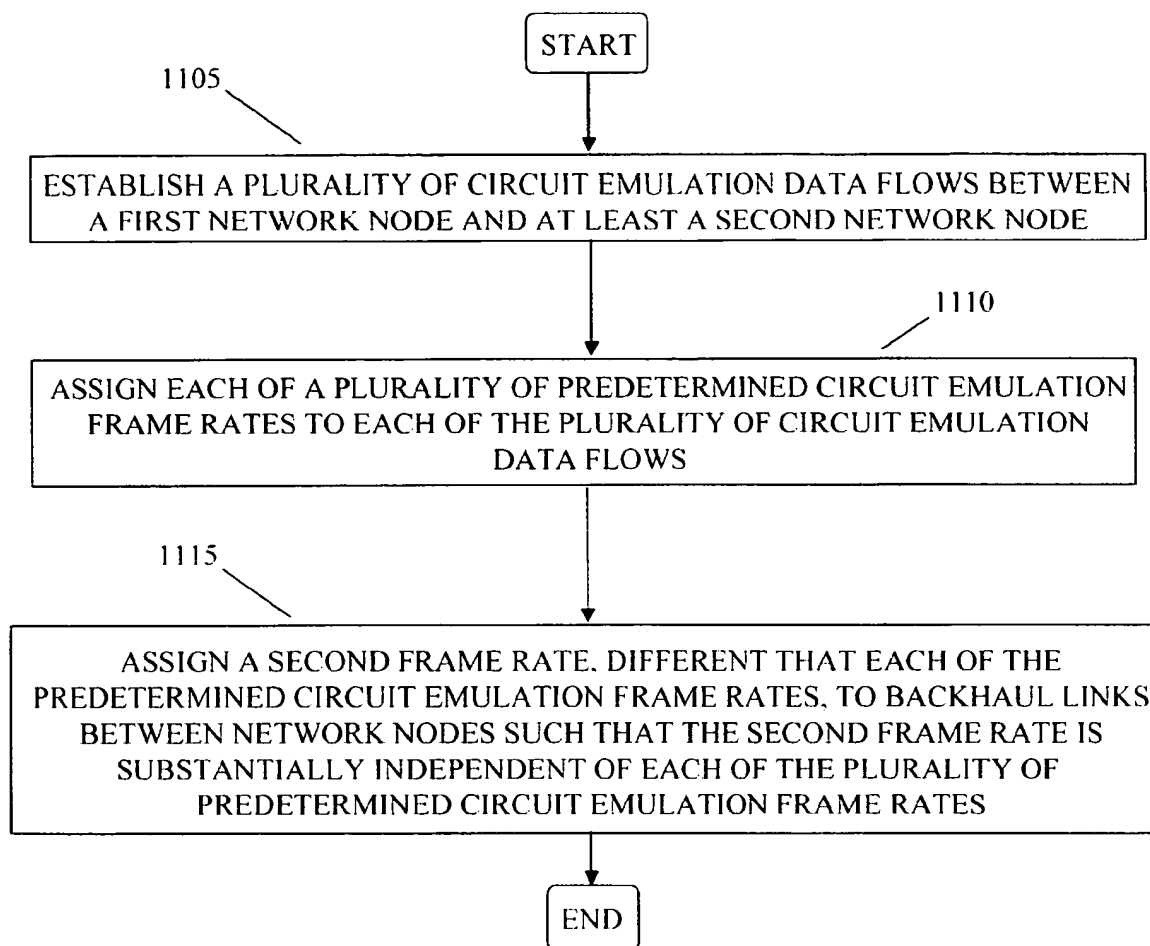 START
1105
ESTABLISH A PLURALITY OF CIRCUIT EMULATION DATA FLOWS BETWEEN
A FIRST NETWORK NODE AND AT LEAST A SECOND NETWORK NODE
1110
ASSIGN EACH OF A PLURALITY OF PREDETERMINED CIRCUIT EMULATION
FRAME RATES TO EACH OF THE PLURALITY OF CIRCUIT EMULATION
DATA FLOWS
1115
ASSIGN A SECOND FRAME RATE, DIFFERENT THAT EACH OF THE
PREDETERMINED CIRCUIT EMULATION FRAME RATES, TO BACKHAUL LINKS
BETWEEN NETWORK NODES SUCH THAT THE SECOND FRAME RATE IS
SUBSTANTIALLY INDEPENDENT OF EACH OF THE PLURALITY OF
PREDETERMINED CIRCUIT EMULATION FRAME RATES
END